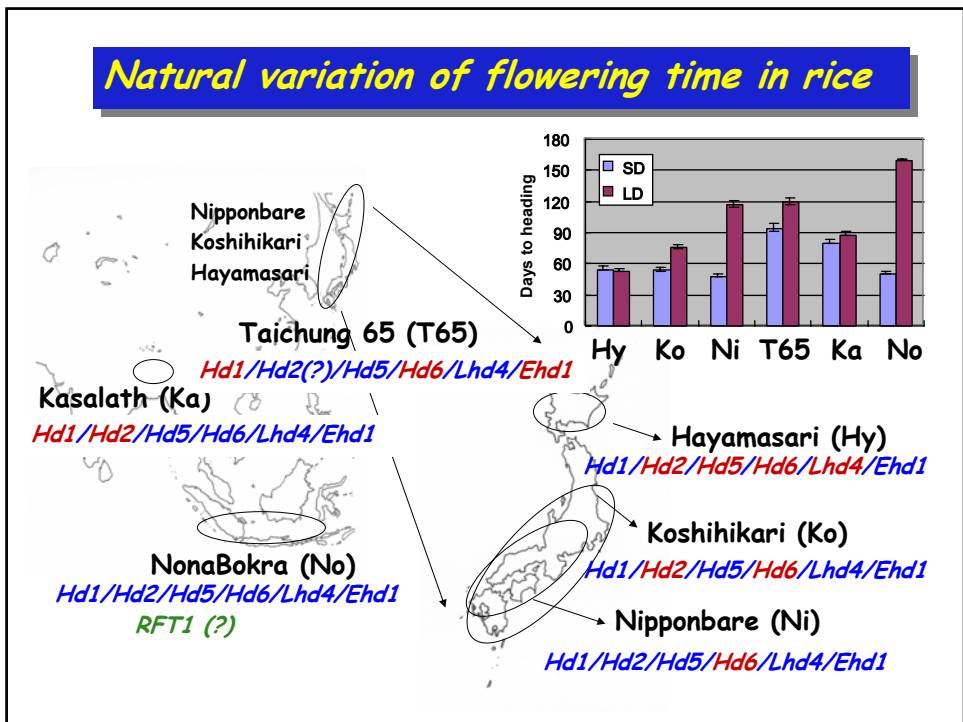 Natural variation of flowering time in rice
Nipponbare
Koshihikari
Hayamasari
Taichung 65 (T65)
Hd1/Hd2(?)/Hd5/Hd6/Lhd4/Ehd1
Kasalath (Ka)
Hd1/Hd2/Hd5/Hd6/Lhd4/Ehd1
NonaBokra (No)
Hd1/Hd2/Hd5/Hd6/Lhd4/Ehd1
RFT1 (?)
Days to heading
180
150
120
90
60
30
0
SD
LD
Hy Ko Ni T65 Ka No
Hayamasari (Hy)
Hd1/Hd2/Hd5/Hd6/Lhd4/Ehd1
Koshihikari (Ko)
Hd1/Hd2/Hd5/Hd6/Lhd4/Ehd1
Nipponbare (Ni)
Hd1/Hd2/Hd5/Hd6/Lhd4/Ehd1